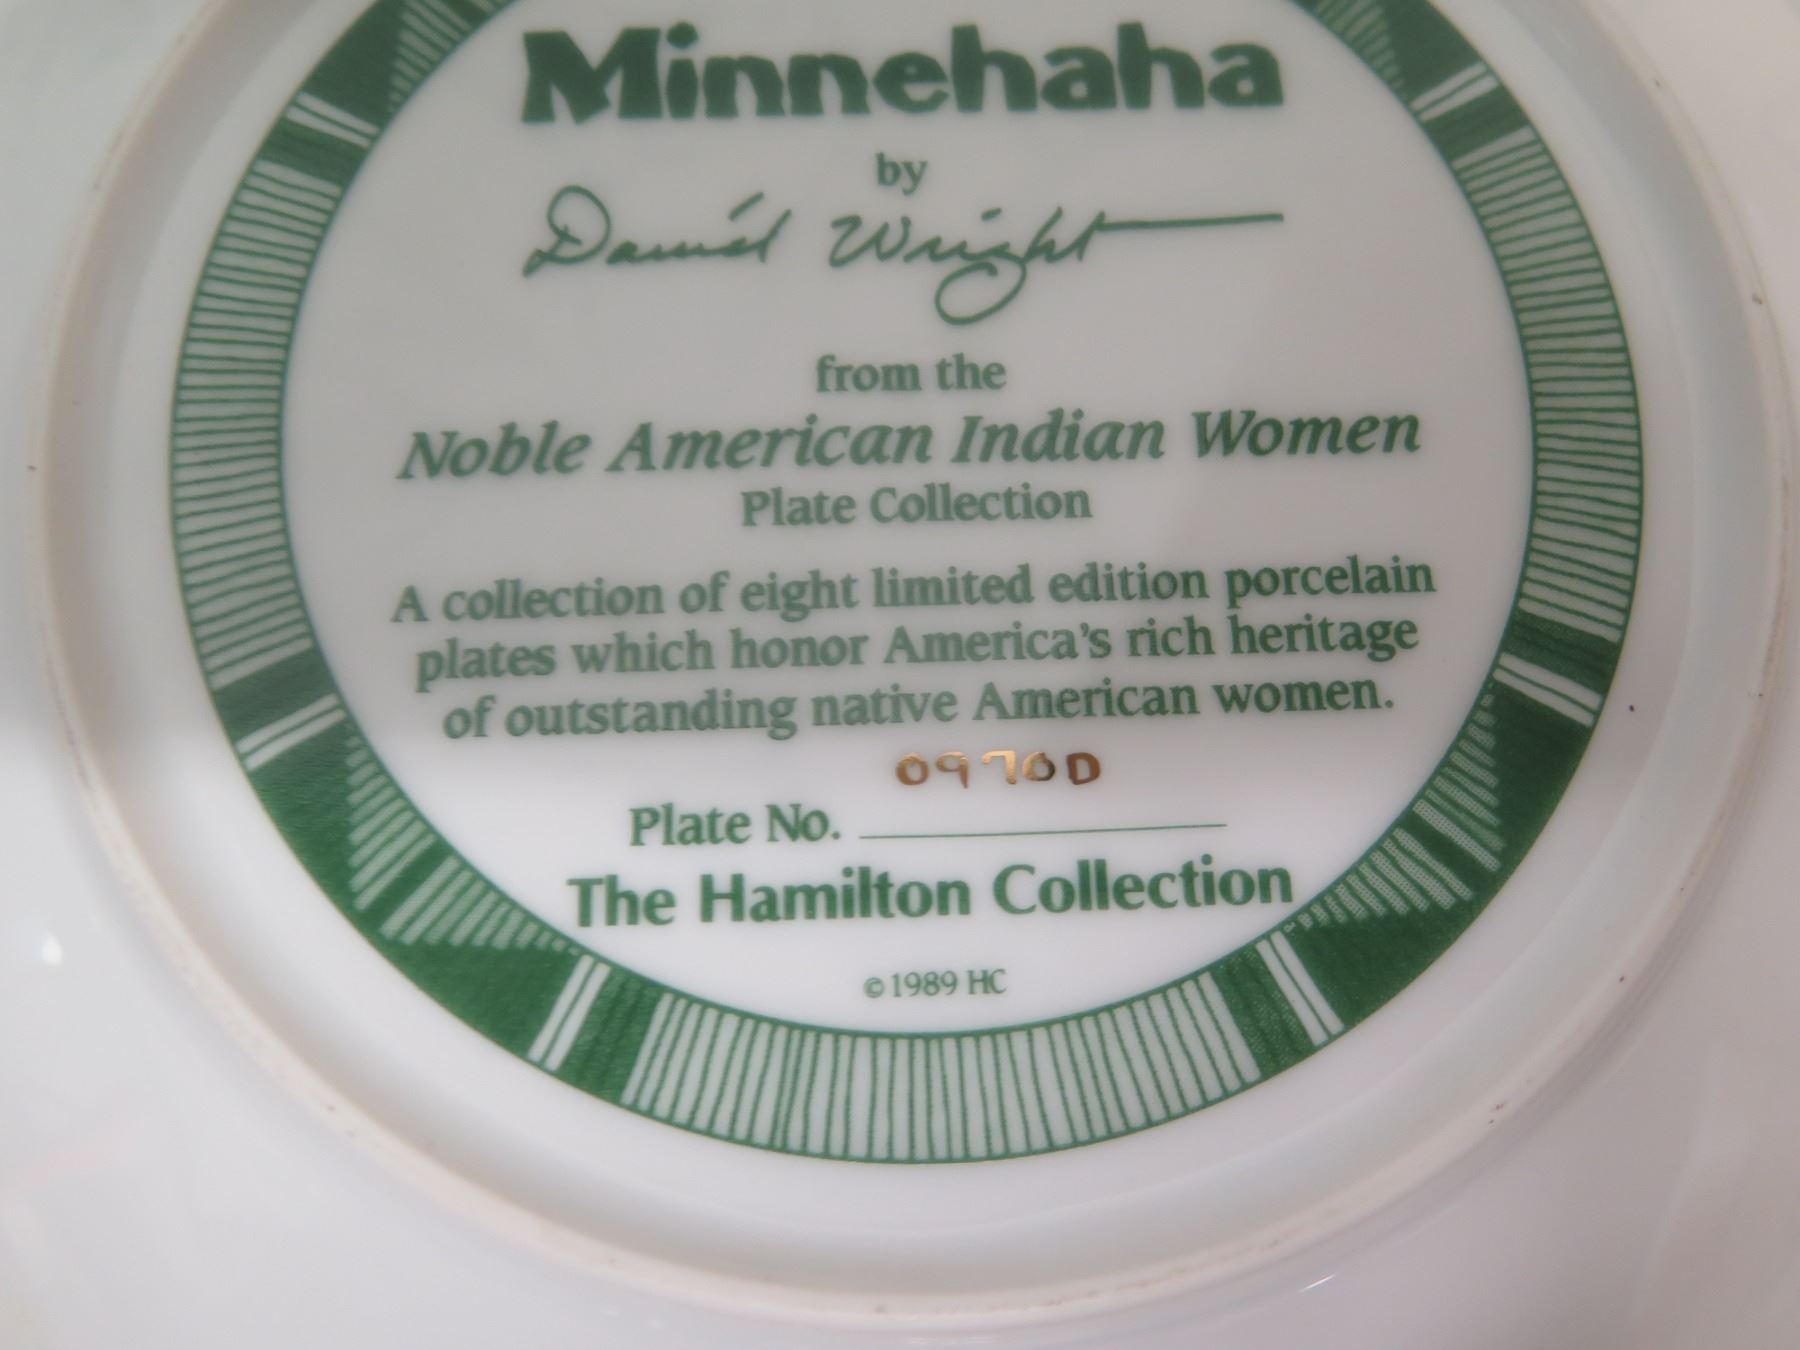 Minnehaha
by
Daniel Wright
from the
Noble American Indian Women
Plate Collection
A collection of eight limited edition porcelain
plates which honor America's rich heritage
of outstanding native American women.
0970D
Plate No.
The Hamilton Collection
© 1989 HC